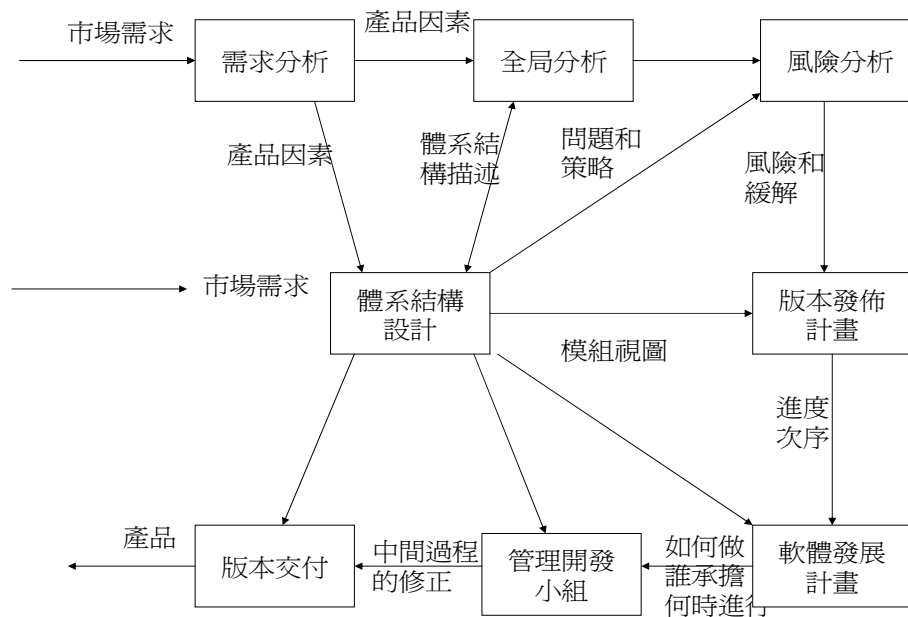 市場需求
產品因素
需求分析
全局分析
風險分析
產品因素
體系結
構描述
問題和
策略
風險和
緩解
市場需求
體系結構
設計
版本發佈
計畫
模組視圖
進度
次序
產品
版本交付
中間過程
的修正
管理開發
小組
如何做
誰承擔
何時進行
軟體發展
計畫